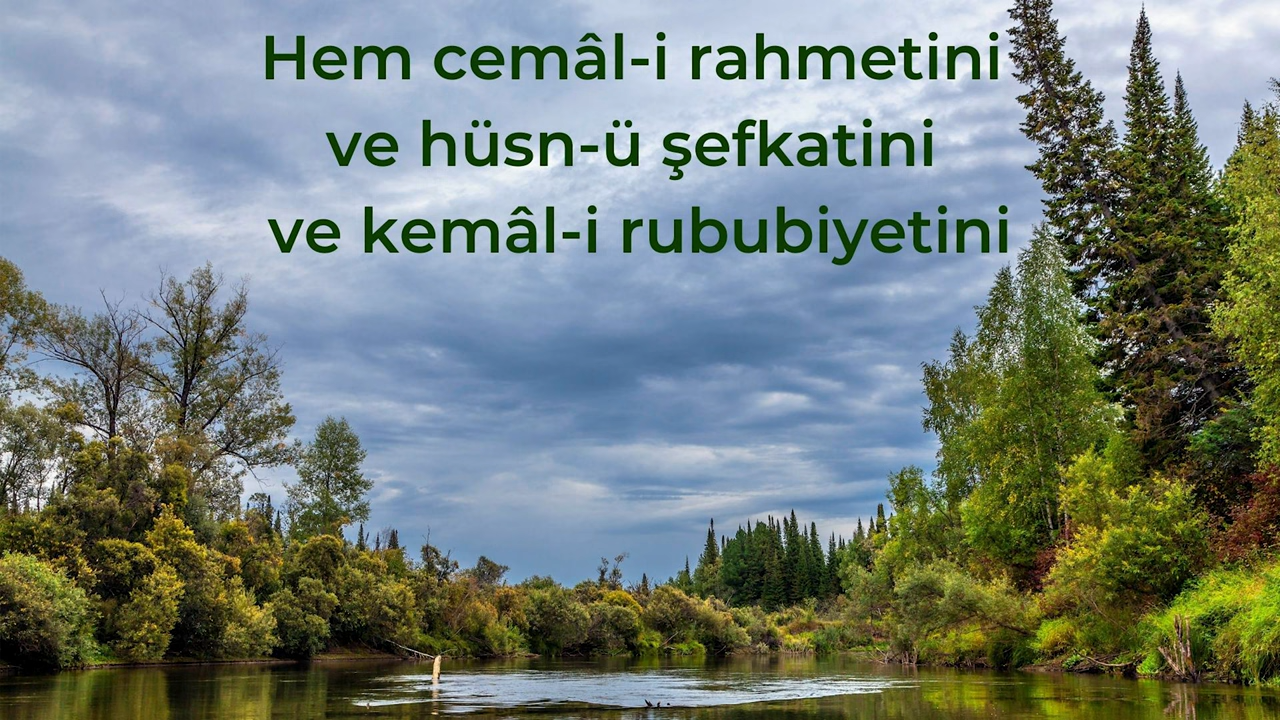 Hem cemâl-i rahmetini
ve hüsn-ü şefkatini
ve kemâl-i rububiyetini